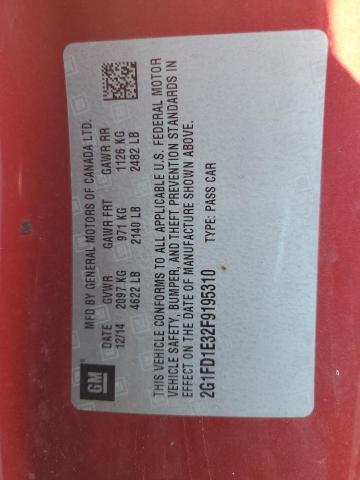 MFD BY GENERAL MOTORS OF CANADA LTD.
DATE GVWR GAWR FRT GAWR RR
12/14 2097 KG 971 KG 1126 KG
4622 LB 2140 LB 2482 LB
THIS VEHICLE CONFORMS TO ALL APPLICABLE U.S. FEDERAL MOTOR
VEHICLE SAFETY, BUMPER, AND THEFT PREVENTION STANDARDS IN
EFFECT ON THE DATE OF MANUFACTURE SHOWN ABOVE.
2G1FD1E32F9195310 TYPE: PASS CAR
GM